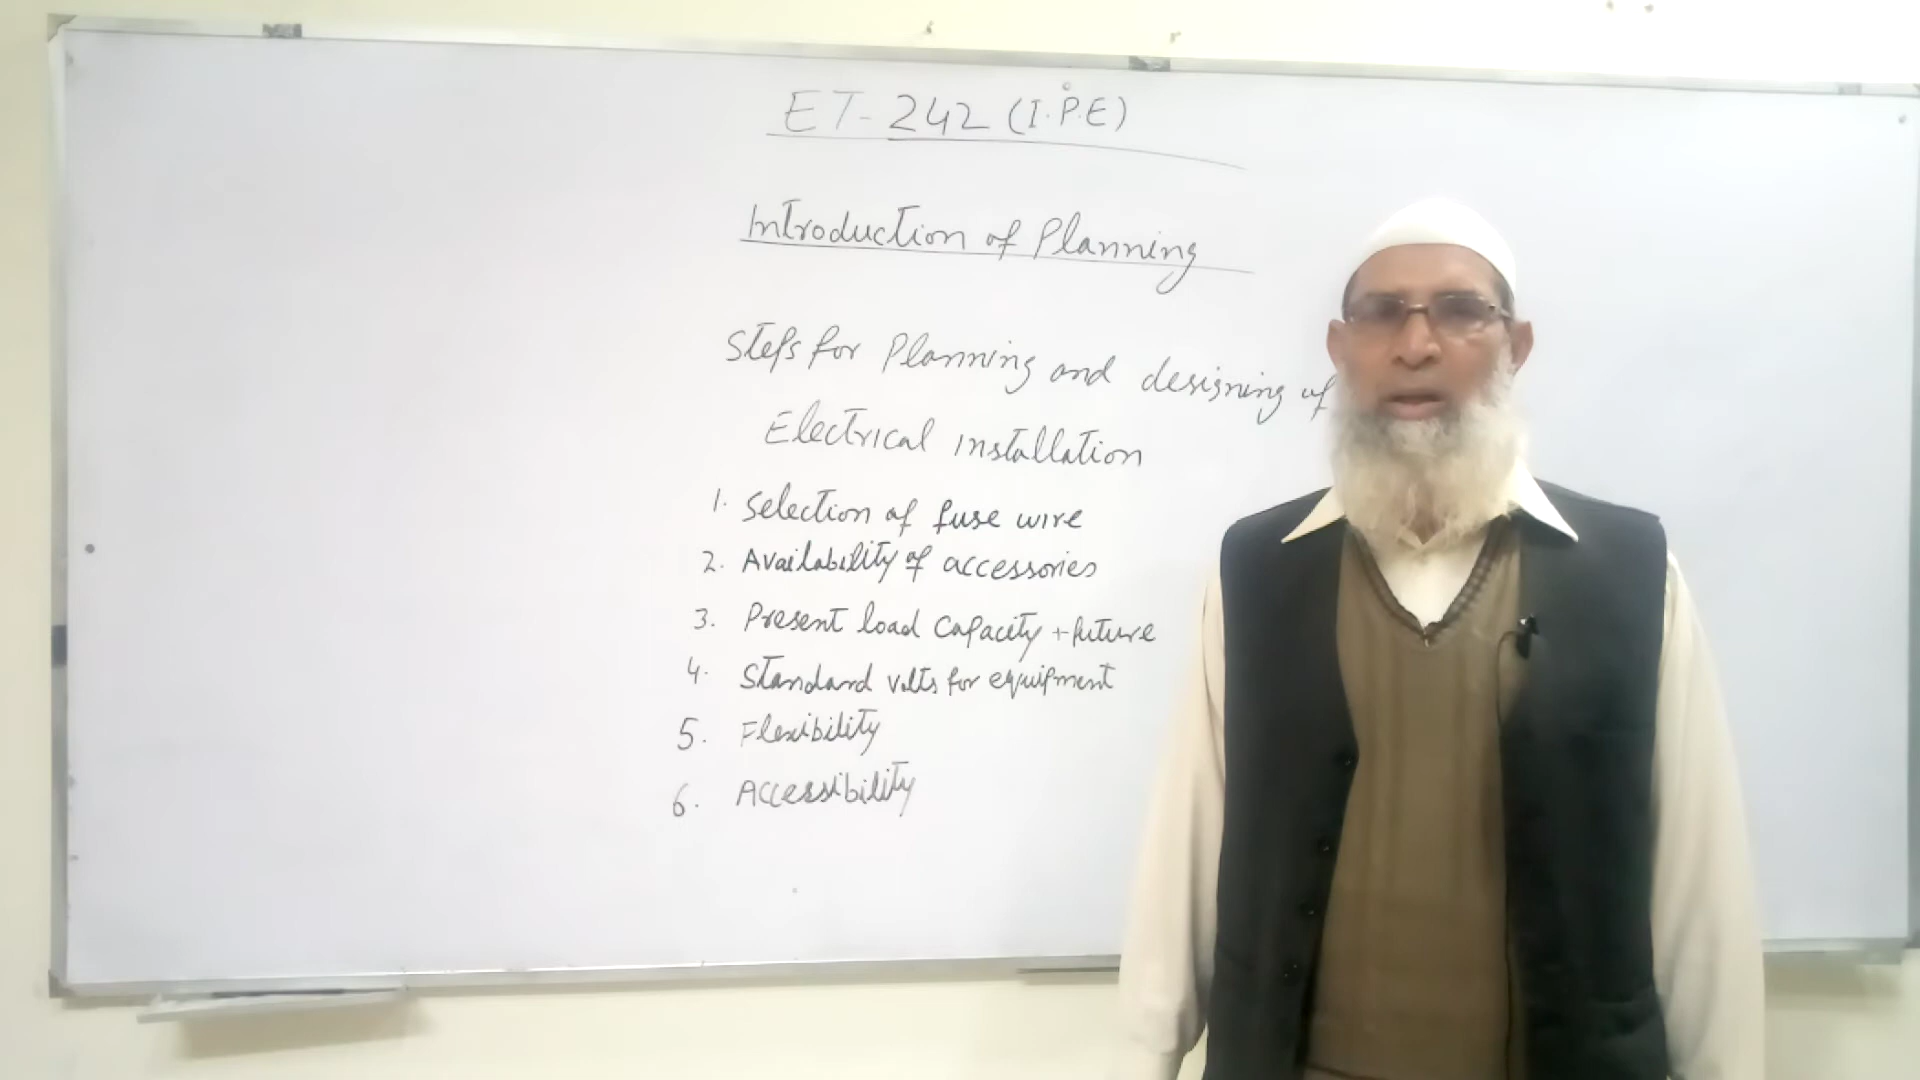 ET-242 (I.P.E)
Introduction of Planning
Steps for Planning and designing of
Electrical installation
1. Selection of fuse wire
2. Availability of accessories
3. Present load capacity + future
4. Standard volts for equipment
5. Flexibility
6. Accessibility